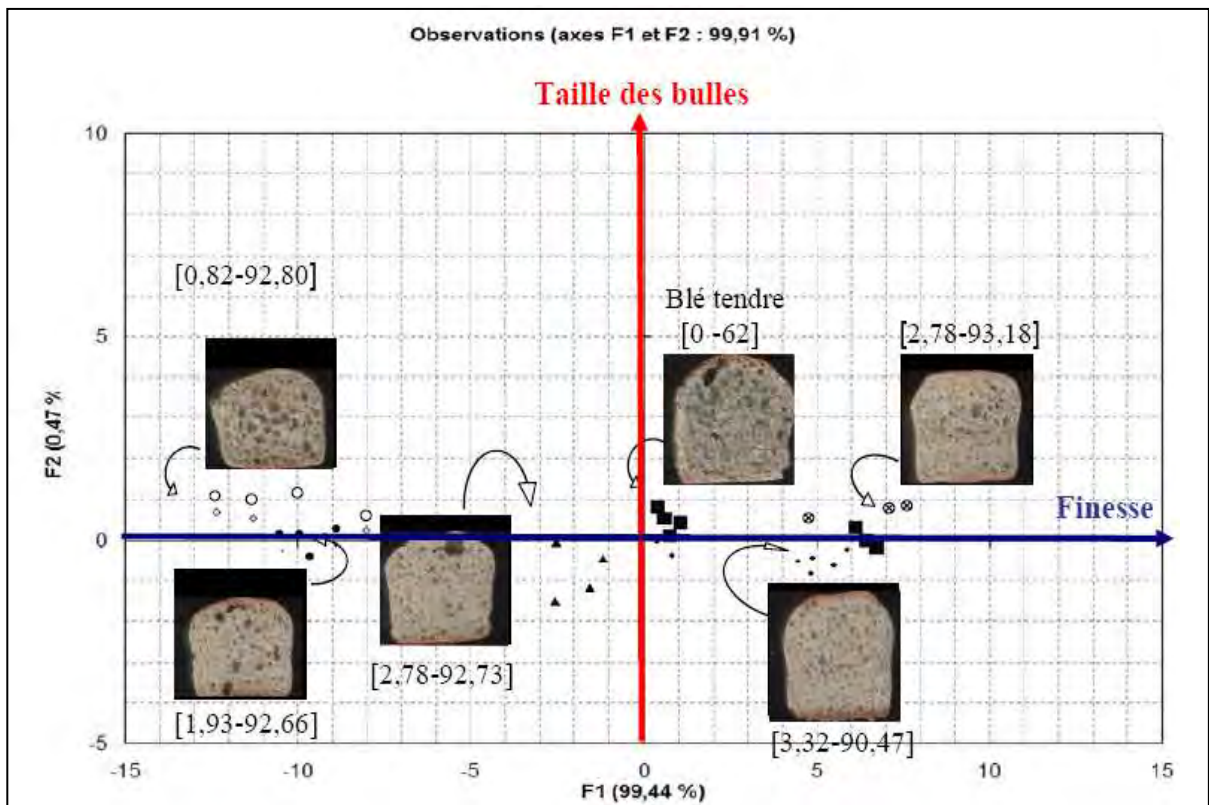 Observations (axes F1 et F2 : 99,91 %)
Taille des bulles
10
[0,82-92,80]
Blé tendre
[0 -62]
[2,78-93,18]
5
F2 (0,47 %
Finesse
0
[2,78-92,73]
[1,93-92,66]
[3,32-90,47]
-5
-15 -10 -5 0 5 10 15
F1 (99,44 %)